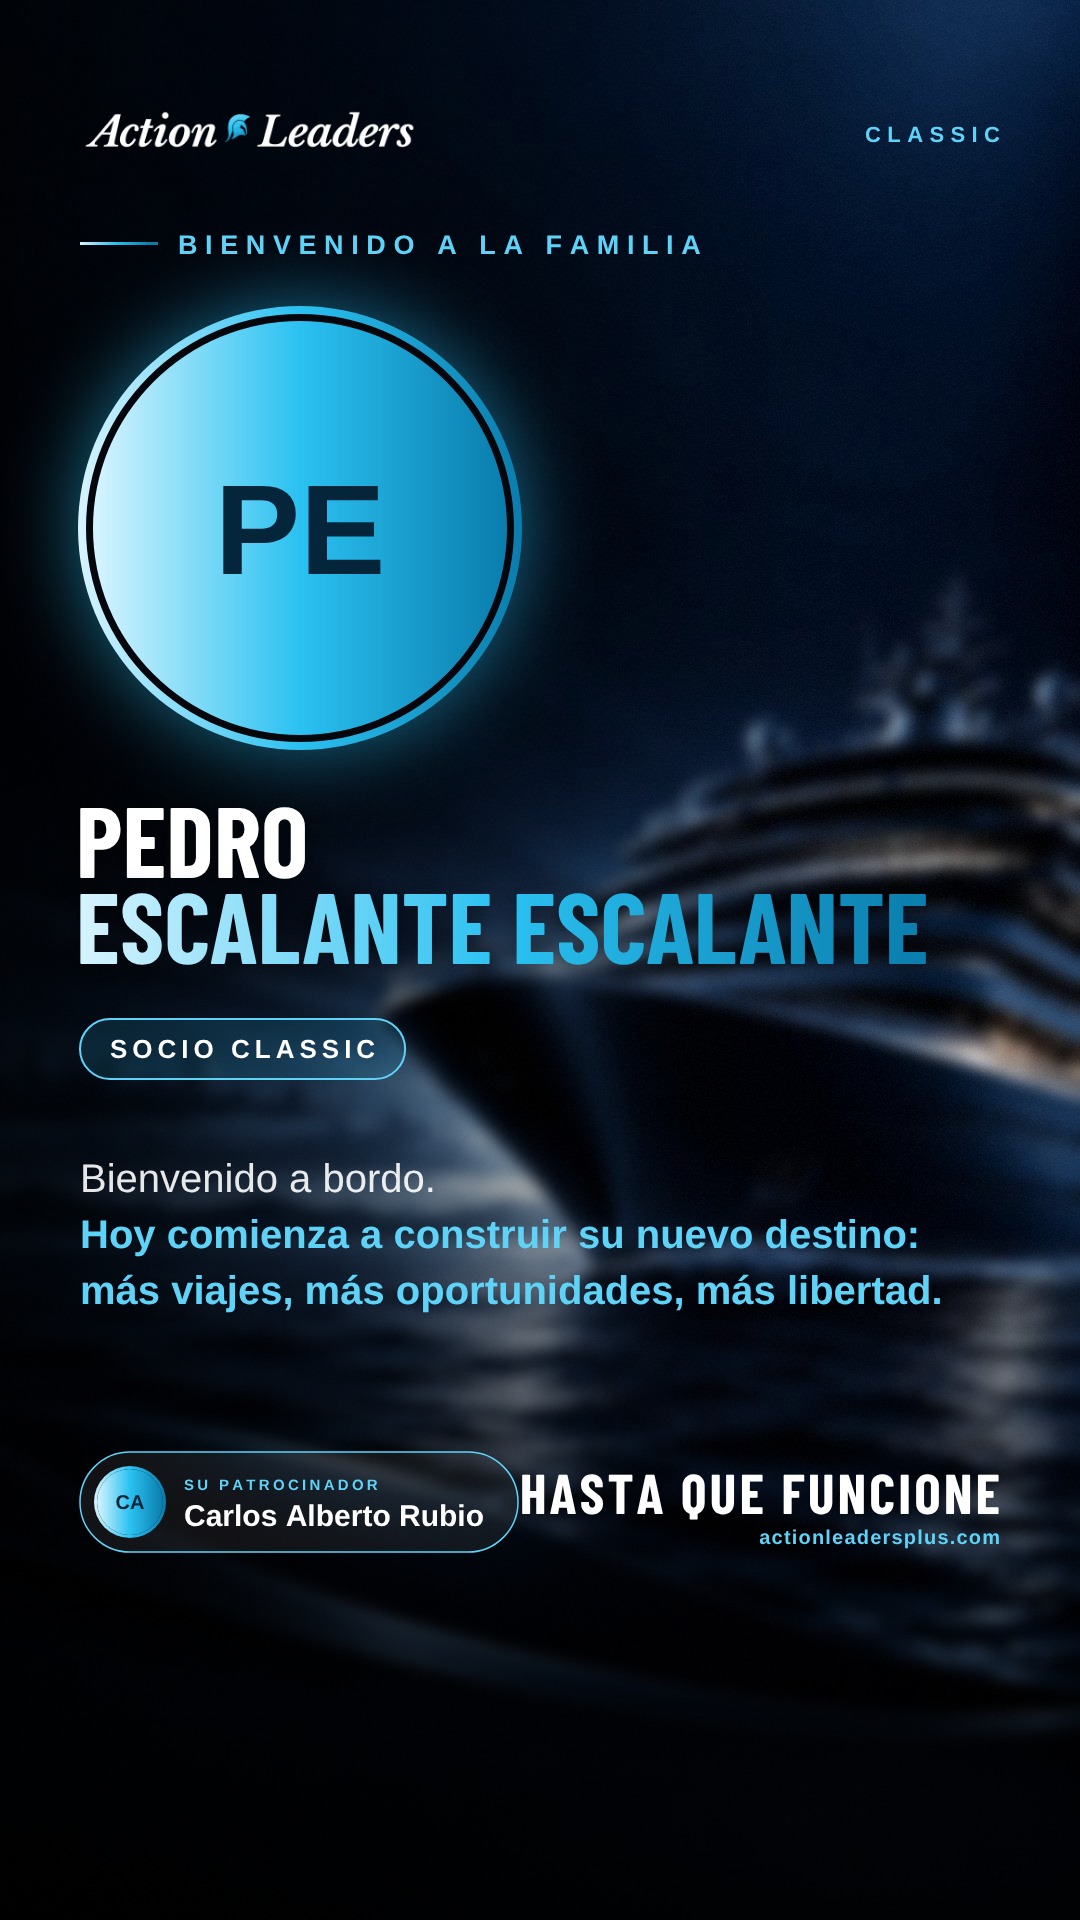 Action Leaders
CLASSIC
BIENVENIDO A LA FAMILIA
PE
PEDRO
ESCALANTE ESCALANTE
SOCIO CLASSIC
Bienvenido a bordo.
Hoy comienza a construir su nuevo destino:
más viajes, más oportunidades, más libertad.
CA
SU PATROCINADOR
Carlos Alberto Rubio
HASTA QUE FUNCIONE
actionleadersplus.com